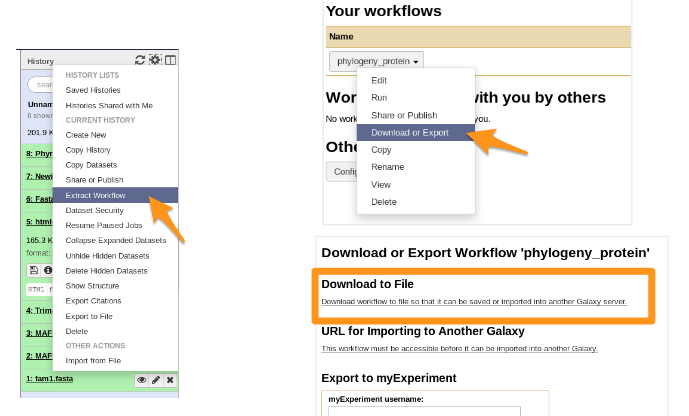 History
sear
HISTORY LISTS
Saved Histories
Histories Shared with Me
CURRENT HISTORY
Create New
Copy History
Copy Datasets
Share or Publish
Extract Workflow
Dataset Security
Resume Paused Jobs
Collapse Expanded Datasets
Unhide Hidden Datasets
Delete Hidden Datasets
Show Structure
Export Citations
Export to File
Delete
OTHER ACTIONS
Import from File
Unnam
8 shown
201.9 K
8: Phyn
7: Newi
6: Fasta
5: html
165.3 K
format:
HTML f
4: Trim
3: MAF
2: MAF
1: fam1.fasta
Your workflows
Name
phylogeny_protein
Edit
Run
Share or Publish
Download or Export
Copy
Rename
View
Delete
Wor with you by others
No work you.
Othe
Config
Download or Export Workflow 'phylogeny_protein'
Download to File
Download workflow to file so that it can be saved or imported into another Galaxy server.
URL for Importing to Another Galaxy
This workflow must be accessible before it can be imported into another Galaxy.
Export to myExperiment
myExperiment username: